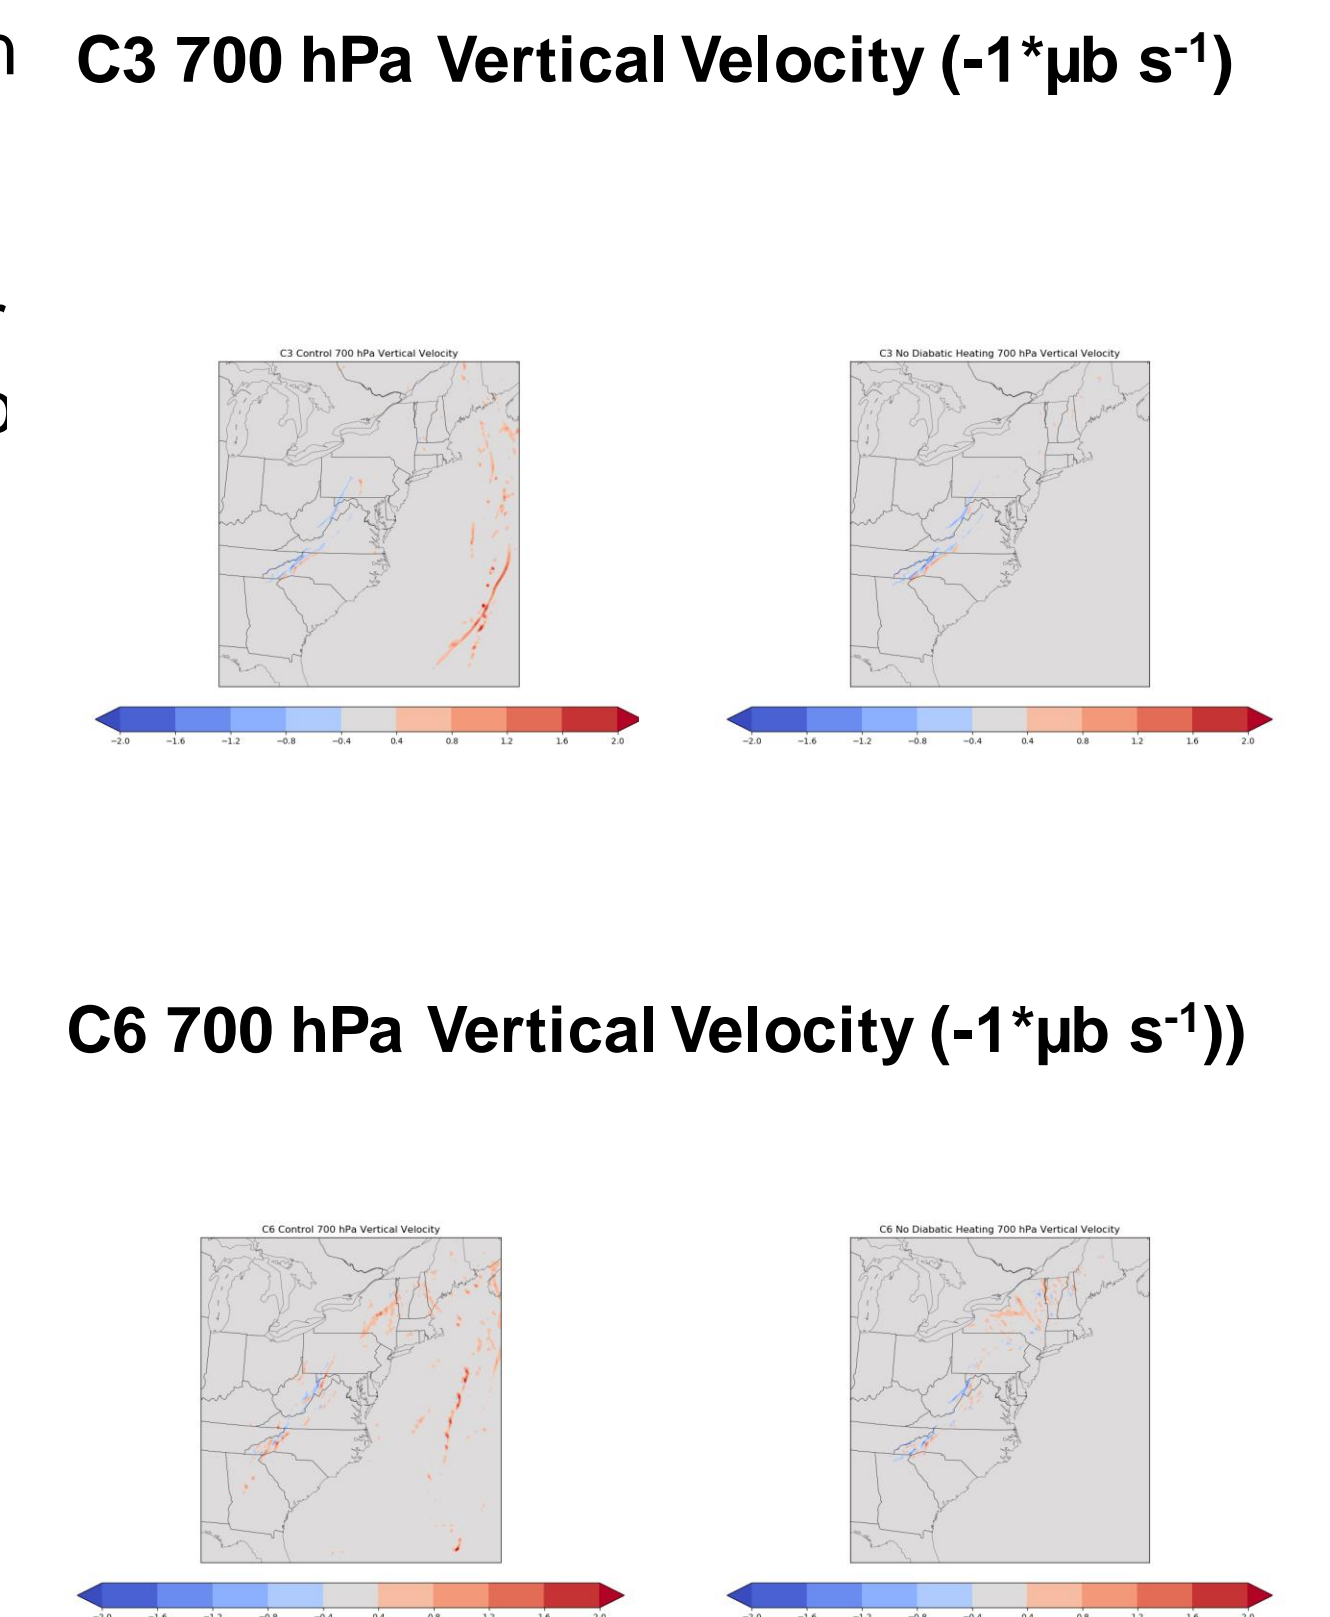 n
C3 700 hPa Vertical Velocity (-1*µb s-1)
C3 Control 700 hPa Vertical Velocity
C3 No Diabatic Heating 700 hPa Vertical Velocity
−2.0 −1.6 −1.2 −0.8 −0.4 0.4 0.8 1.2 1.6 2.0
−2.0 −1.6 −1.2 −0.8 −0.4 0.4 0.8 1.2 1.6 2.0
C6 700 hPa Vertical Velocity (-1*µb s-1))
C6 Control 700 hPa Vertical Velocity
C6 No Diabatic Heating 700 hPa Vertical Velocity